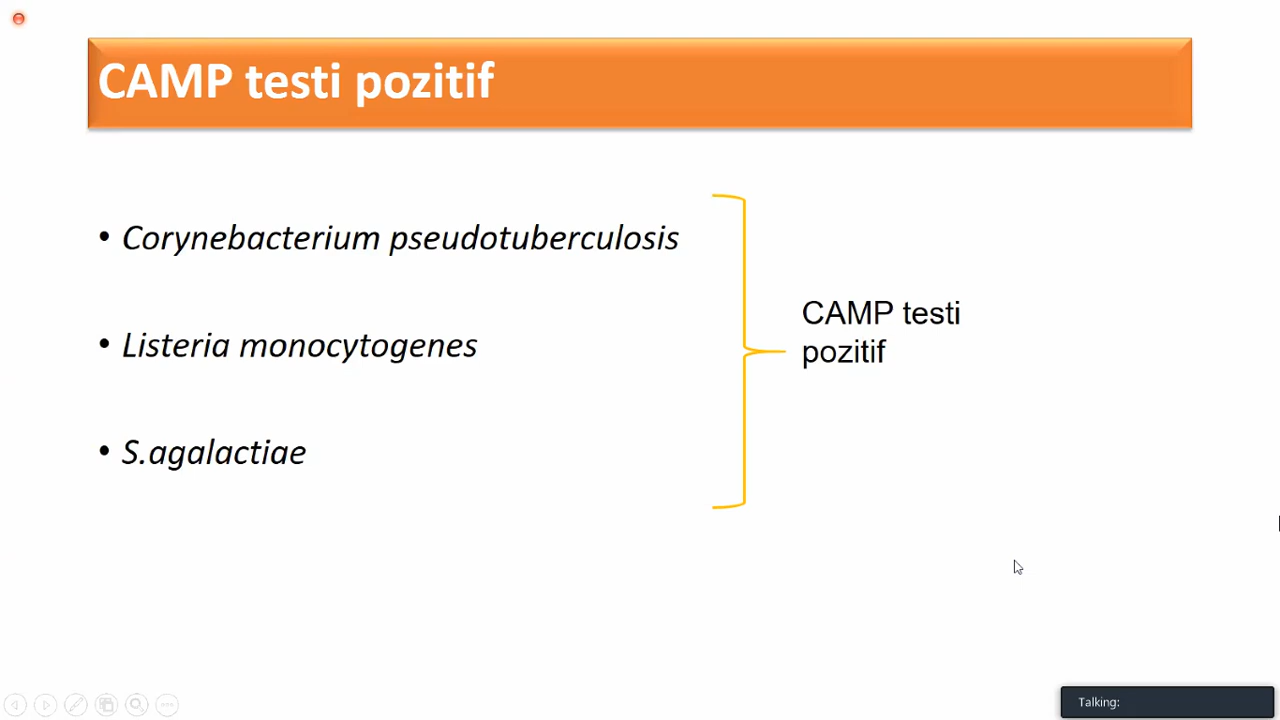 CAMP testi pozitif
• Corynebacterium pseudotuberculosis
• Listeria monocytogenes
• S.agalactiae
CAMP testi
pozitif
Talking: